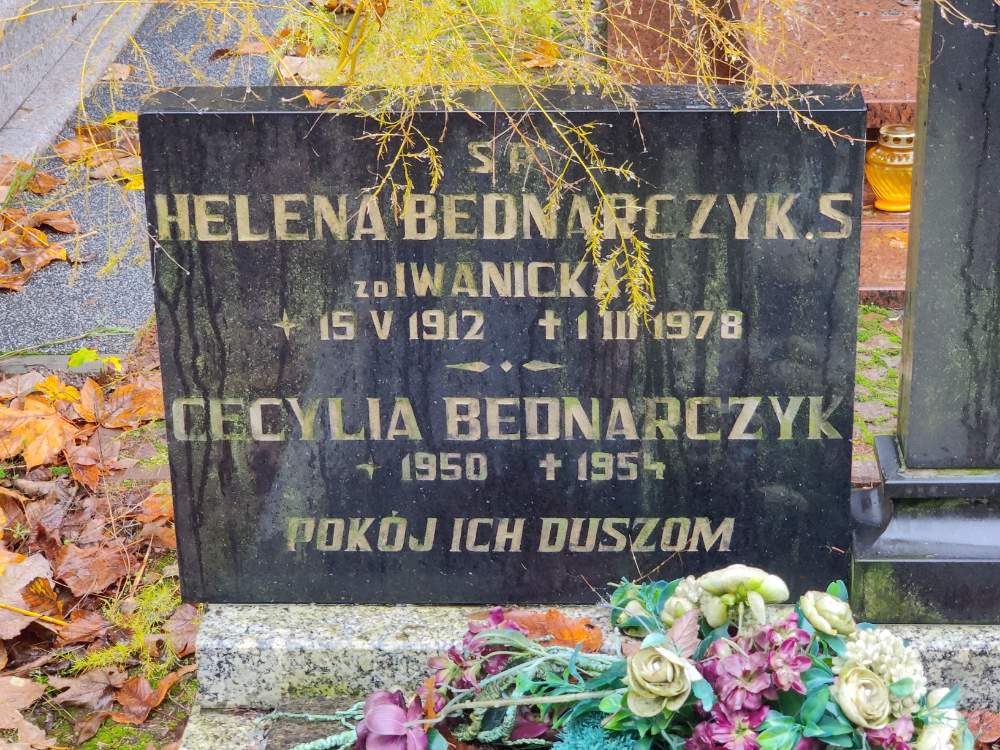 Ś P
HELENA BEDNARCZYK.S
ZD IWANICKA
15 V 1912 1 III 1978
CECYLIA BEDNARCZYK
1950 1954
POKÓJ ICH DUSZOM